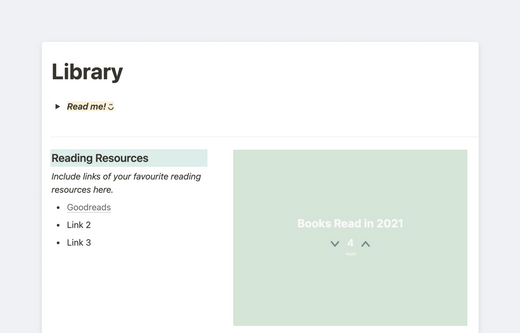 Library
Read me!
Reading Resources
Include links of your favourite reading
resources here.
Goodreads
Link 2
Link 3
Books Read in 2021
4